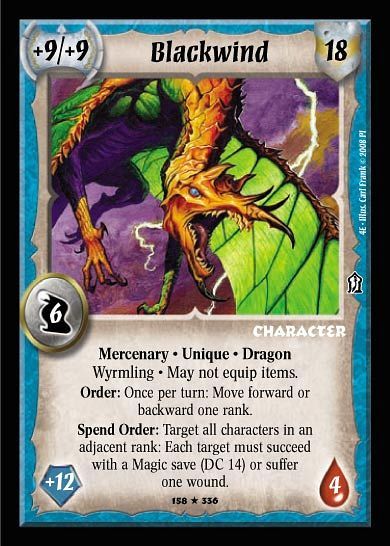 +9/+9
Blackwind
18
4E • Illus. Carl Frank © 2008 PI
6
CHARACTER
Mercenary • Unique • Dragon
Wyrmling • May not equip items.
Order: Once per turn: Move forward or
backward one rank.
Spend Order: Target all characters in an
adjacent rank: Each target must succeed
with a Magic save (DC 14) or suffer
one wound.
+12
4
158 ★ 336